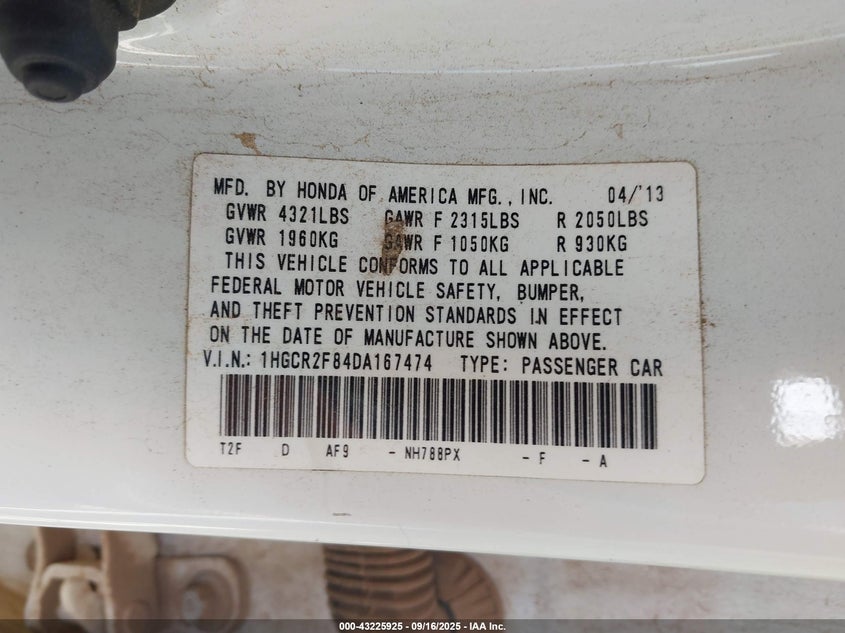 MFD. BY HONDA OF AMERICA MFG., INC. 04/'13
GVWR 4321LBS GAWR F 2315LBS R 2050LBS
GVWR 1960KG GAWR F 1050KG R 930KG
THIS VEHICLE CONFORMS TO ALL APPLICABLE
FEDERAL MOTOR VEHICLE SAFETY, BUMPER,
AND THEFT PREVENTION STANDARDS IN EFFECT
ON THE DATE OF MANUFACTURE SHOWN ABOVE.
V.I.N.: 1HGCR2F84DA167474 TYPE: PASSENGER CAR
T2F D AF9 - NH788PX - F - A
000-43225925 - 09/16/2025 - IAA Inc.